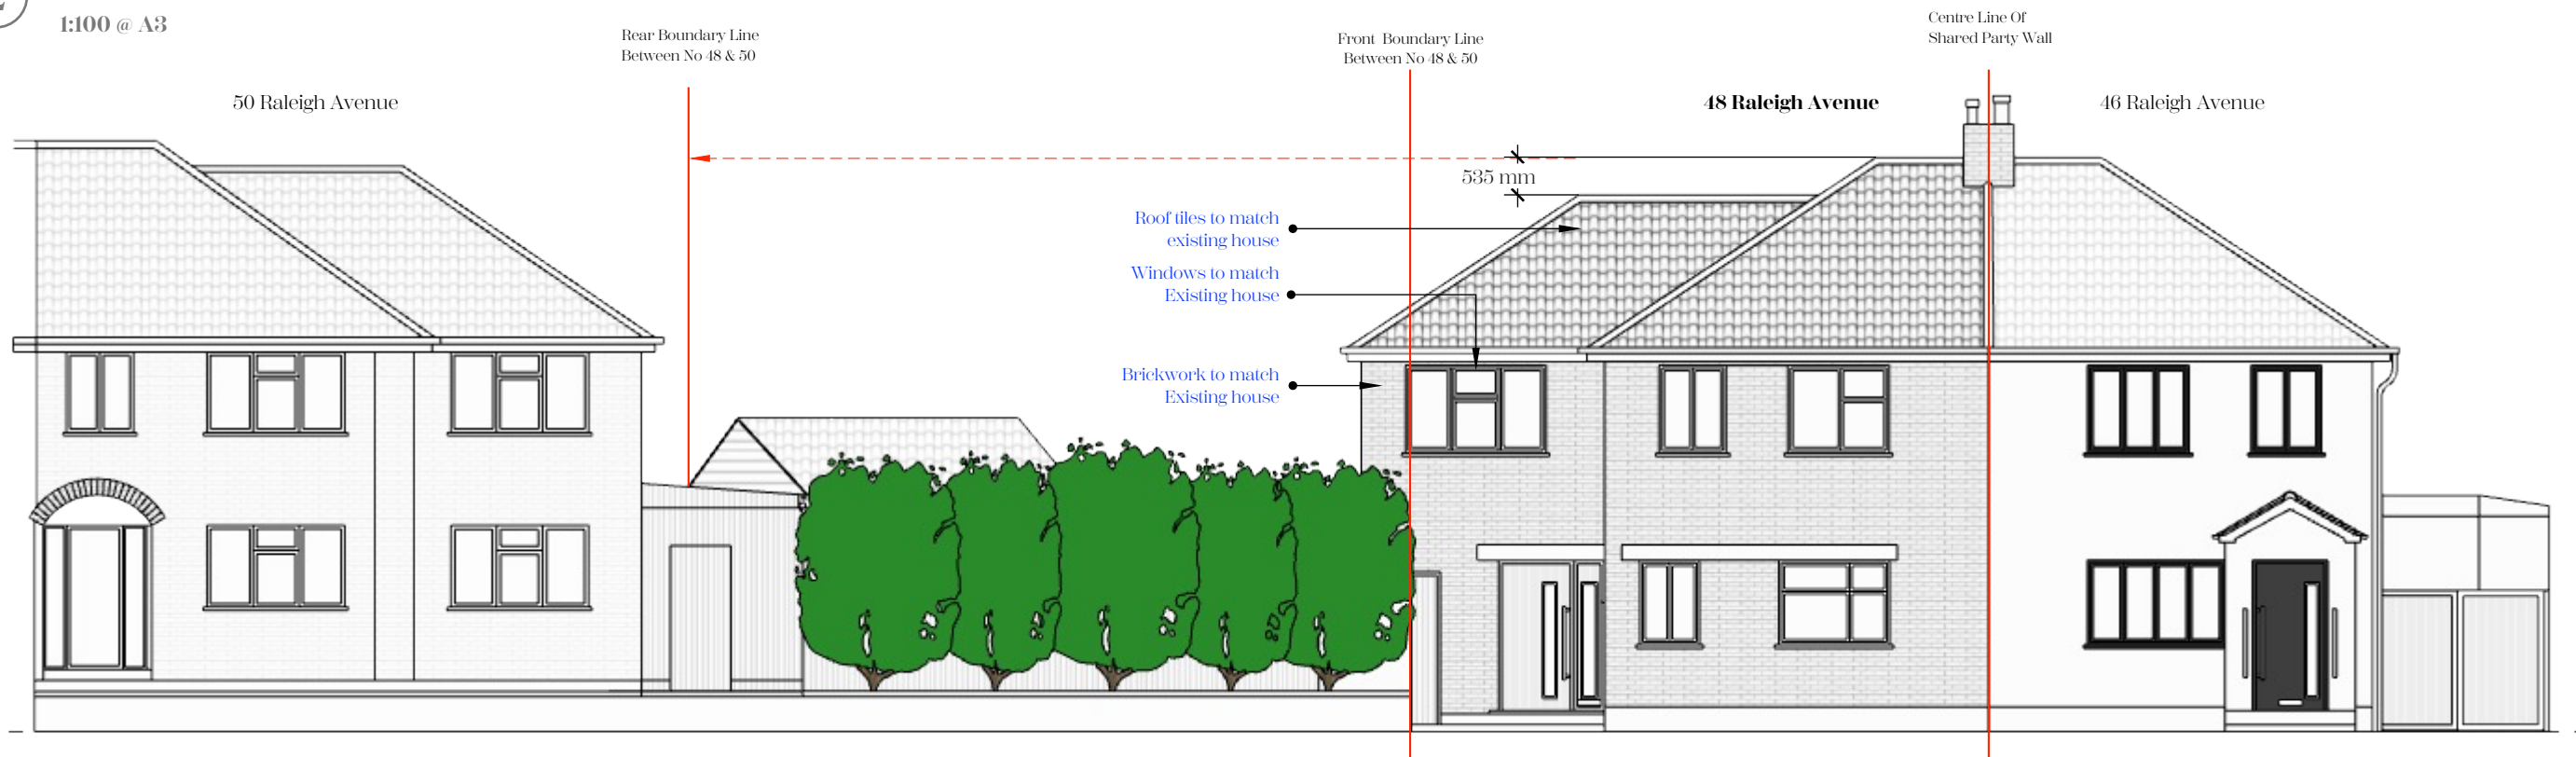 1:100 @ A3
Rear Boundary Line
Between No 48 & 50
Front Boundary Line
Between No 48 & 50
Centre Line Of
Shared Party Wall
50 Raleigh Avenue
48 Raleigh Avenue
46 Raleigh Avenue
535 mm
Roof tiles to match
existing house
Windows to match
Existing house
Brickwork to match
Existing house